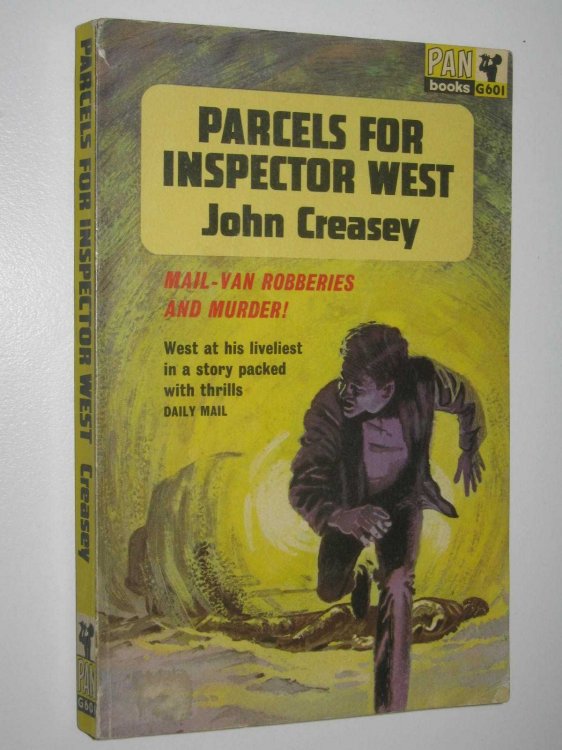 PAN
books G601
PARCELS FOR
INSPECTOR WEST
John Creasey
MAIL-VAN ROBBERIES
AND MURDER!
West at his liveliest
in a story packed
with thrills
DAILY MAIL
PARCELS FOR INSPECTOR WEST Creasey
PAN
G601